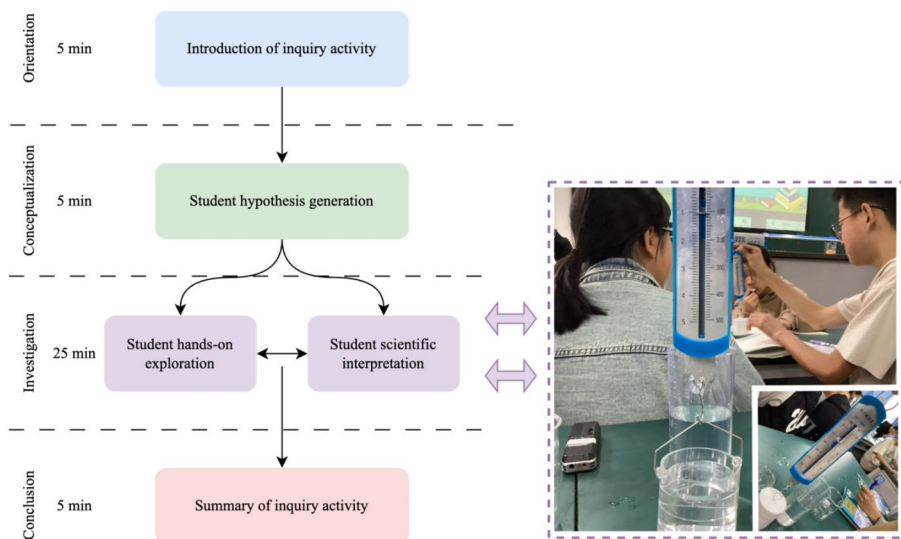 Orientation
5 min
Introduction of inquiry activity
Conceptualization
5 min
Student hypothesis generation
Investigation
25 min
Student hands-on
exploration
Student scientific
interpretation
Conclusion
5 min
Summary of inquiry activity